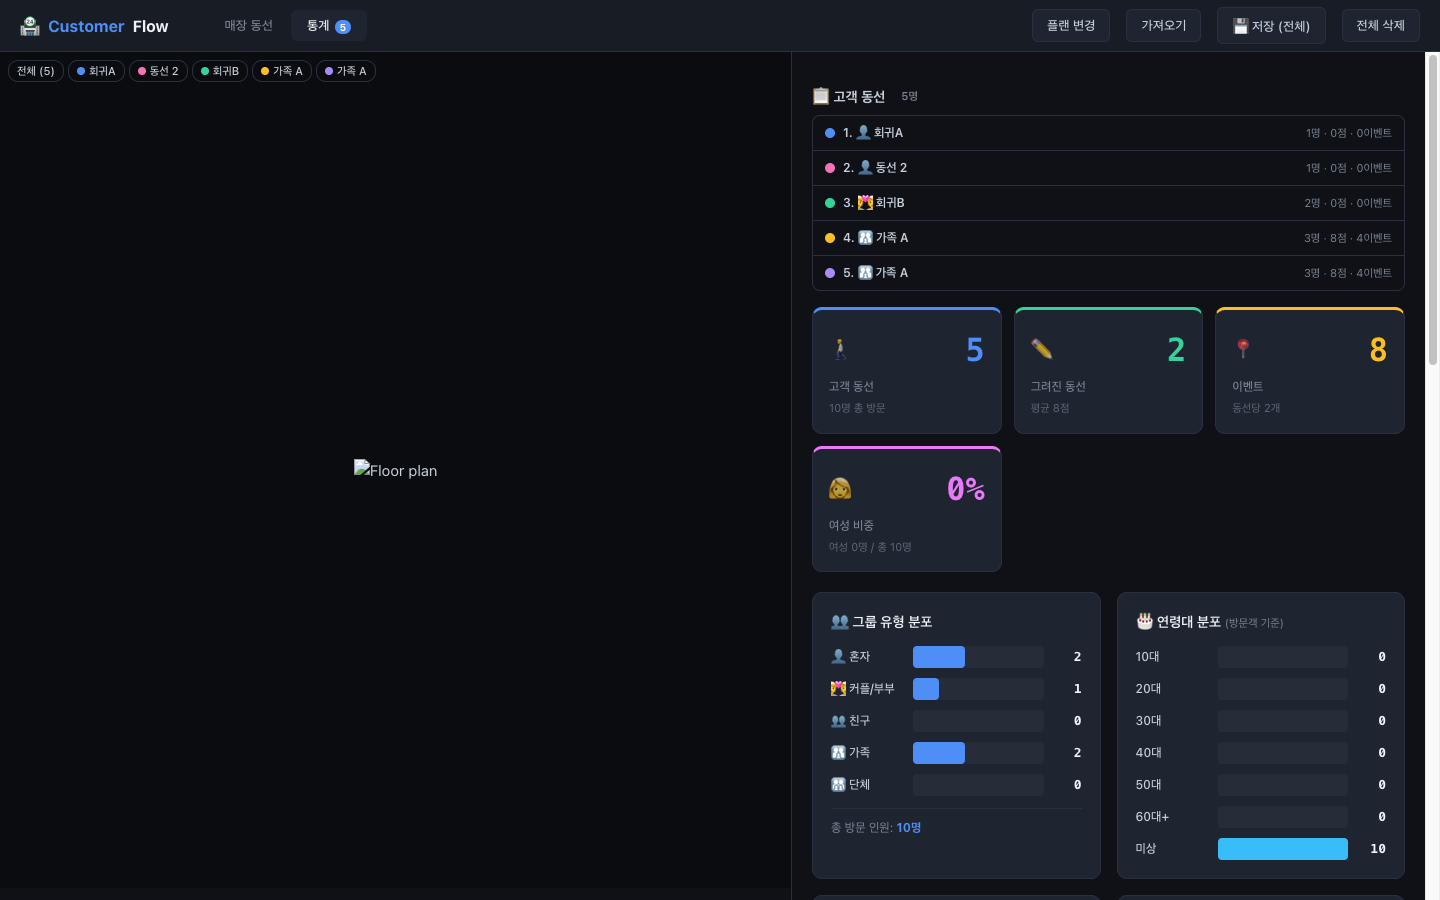 Customer Flow
매장 동선
통계 5
플랜 변경
가져오기
저장 (전체)
전체 삭제
전체 (5)
회귀A
동선 2
회귀B
가족 A
가족 A
Floor plan
고객 동선 5명
1. 회귀A 1명 · 0점 · 0이벤트
2. 동선 2 1명 · 0점 · 0이벤트
3. 회귀B 2명 · 0점 · 0이벤트
4. 가족 A 3명 · 8점 · 4이벤트
5. 가족 A 3명 · 8점 · 4이벤트
5
고객 동선
10명 총 방문
2
그려진 동선
평균 8점
8
이벤트
동선당 2개
0%
여성 비중
여성 0명 / 총 10명
그룹 유형 분포
혼자 2
커플/부부 1
친구 0
가족 2
단체 0
총 방문 인원: 10명
연령대 분포 (방문객 기준)
10대 0
20대 0
30대 0
40대 0
50대 0
60대+ 0
미상 10